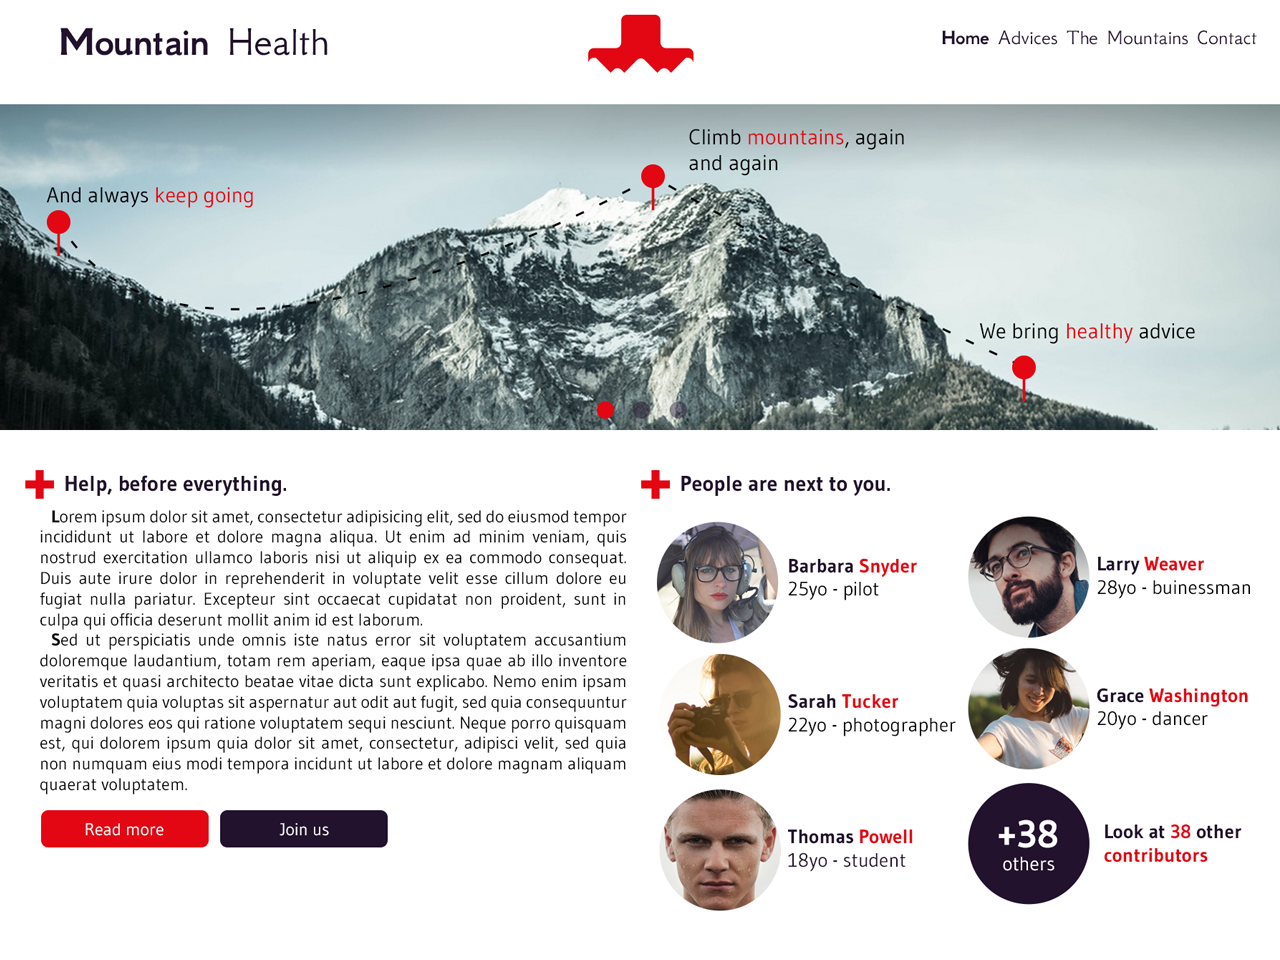 Mountain Health
Home Advices The Mountains Contact
Climb mountains, again
and again
And always keep going
We bring healthy advice
Help, before everything.
Lorem ipsum dolor sit amet, consectetur adipisicing elit, sed do eiusmod tempor
incididunt ut labore et dolore magna aliqua. Ut enim ad minim veniam, quis
nostrud exercitation ullamco laboris nisi ut aliquip ex ea commodo consequat.
Duis aute irure dolor in reprehenderit in voluptate velit esse cillum dolore eu
fugiat nulla pariatur. Excepteur sint occaecat cupidatat non proident, sunt in
culpa qui officia deserunt mollit anim id est laborum.
Sed ut perspiciatis unde omnis iste natus error sit voluptatem accusantium
doloremque laudantium, totam rem aperiam, eaque ipsa quae ab illo inventore
veritatis et quasi architecto beatae vitae dicta sunt explicabo. Nemo enim ipsam
voluptatem quia voluptas sit aspernatur aut odit aut fugit, sed quia consequuntur
magni dolores eos qui ratione voluptatem sequi nesciunt. Neque porro quisquam
est, qui dolorem ipsum quia dolor sit amet, consectetur, adipisci velit, sed quia
non numquam eius modi tempora incidunt ut labore et dolore magnam aliquam
quaerat voluptatem.
Read more
Join us
People are next to you.
Barbara Snyder
25yo - pilot
Larry Weaver
28yo - buinessman
Sarah Tucker
22yo - photographer
Grace Washington
20yo - dancer
Thomas Powell
18yo - student
+38
others
Look at 38 other
contributors